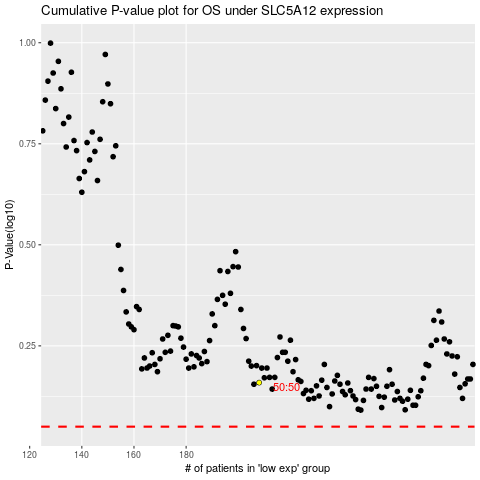 Cumulative P-value plot for OS under SLC5A12 expression
P-Value(log10)
1.00
0.75
0.50
0.25
50:50
120 140 160 180
# of patients in 'low exp' group